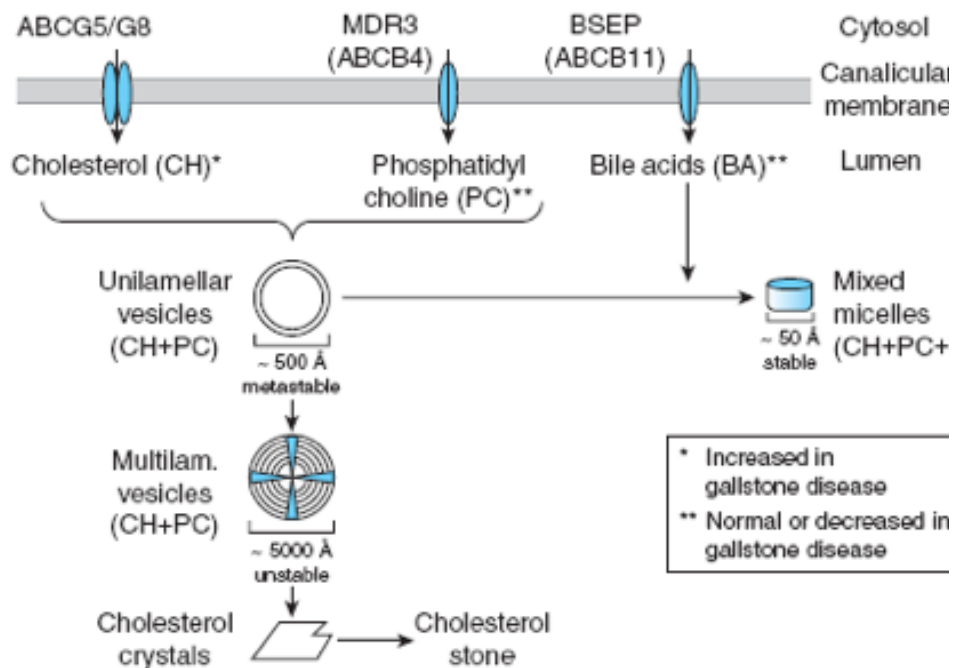 ABCG5/G8
MDR3
(ABCB4)
BSEP
(ABCB11)
Cytosol
Canalicular
membrane
Cholesterol (CH)*
Phosphatidyl
choline (PC)**
Bile acids (BA)**
Lumen
Unilamellar
vesicles
(CH+PC)
~ 500 Å
metastable
~ 50 Å
stable
Mixed
micelles
(CH+PC+
Multilam.
vesicles
(CH+PC)
~ 5000 Å
unstable
* Increased in
gallstone disease
** Normal or decreased in
gallstone disease
Cholesterol
crystals
Cholesterol
stone